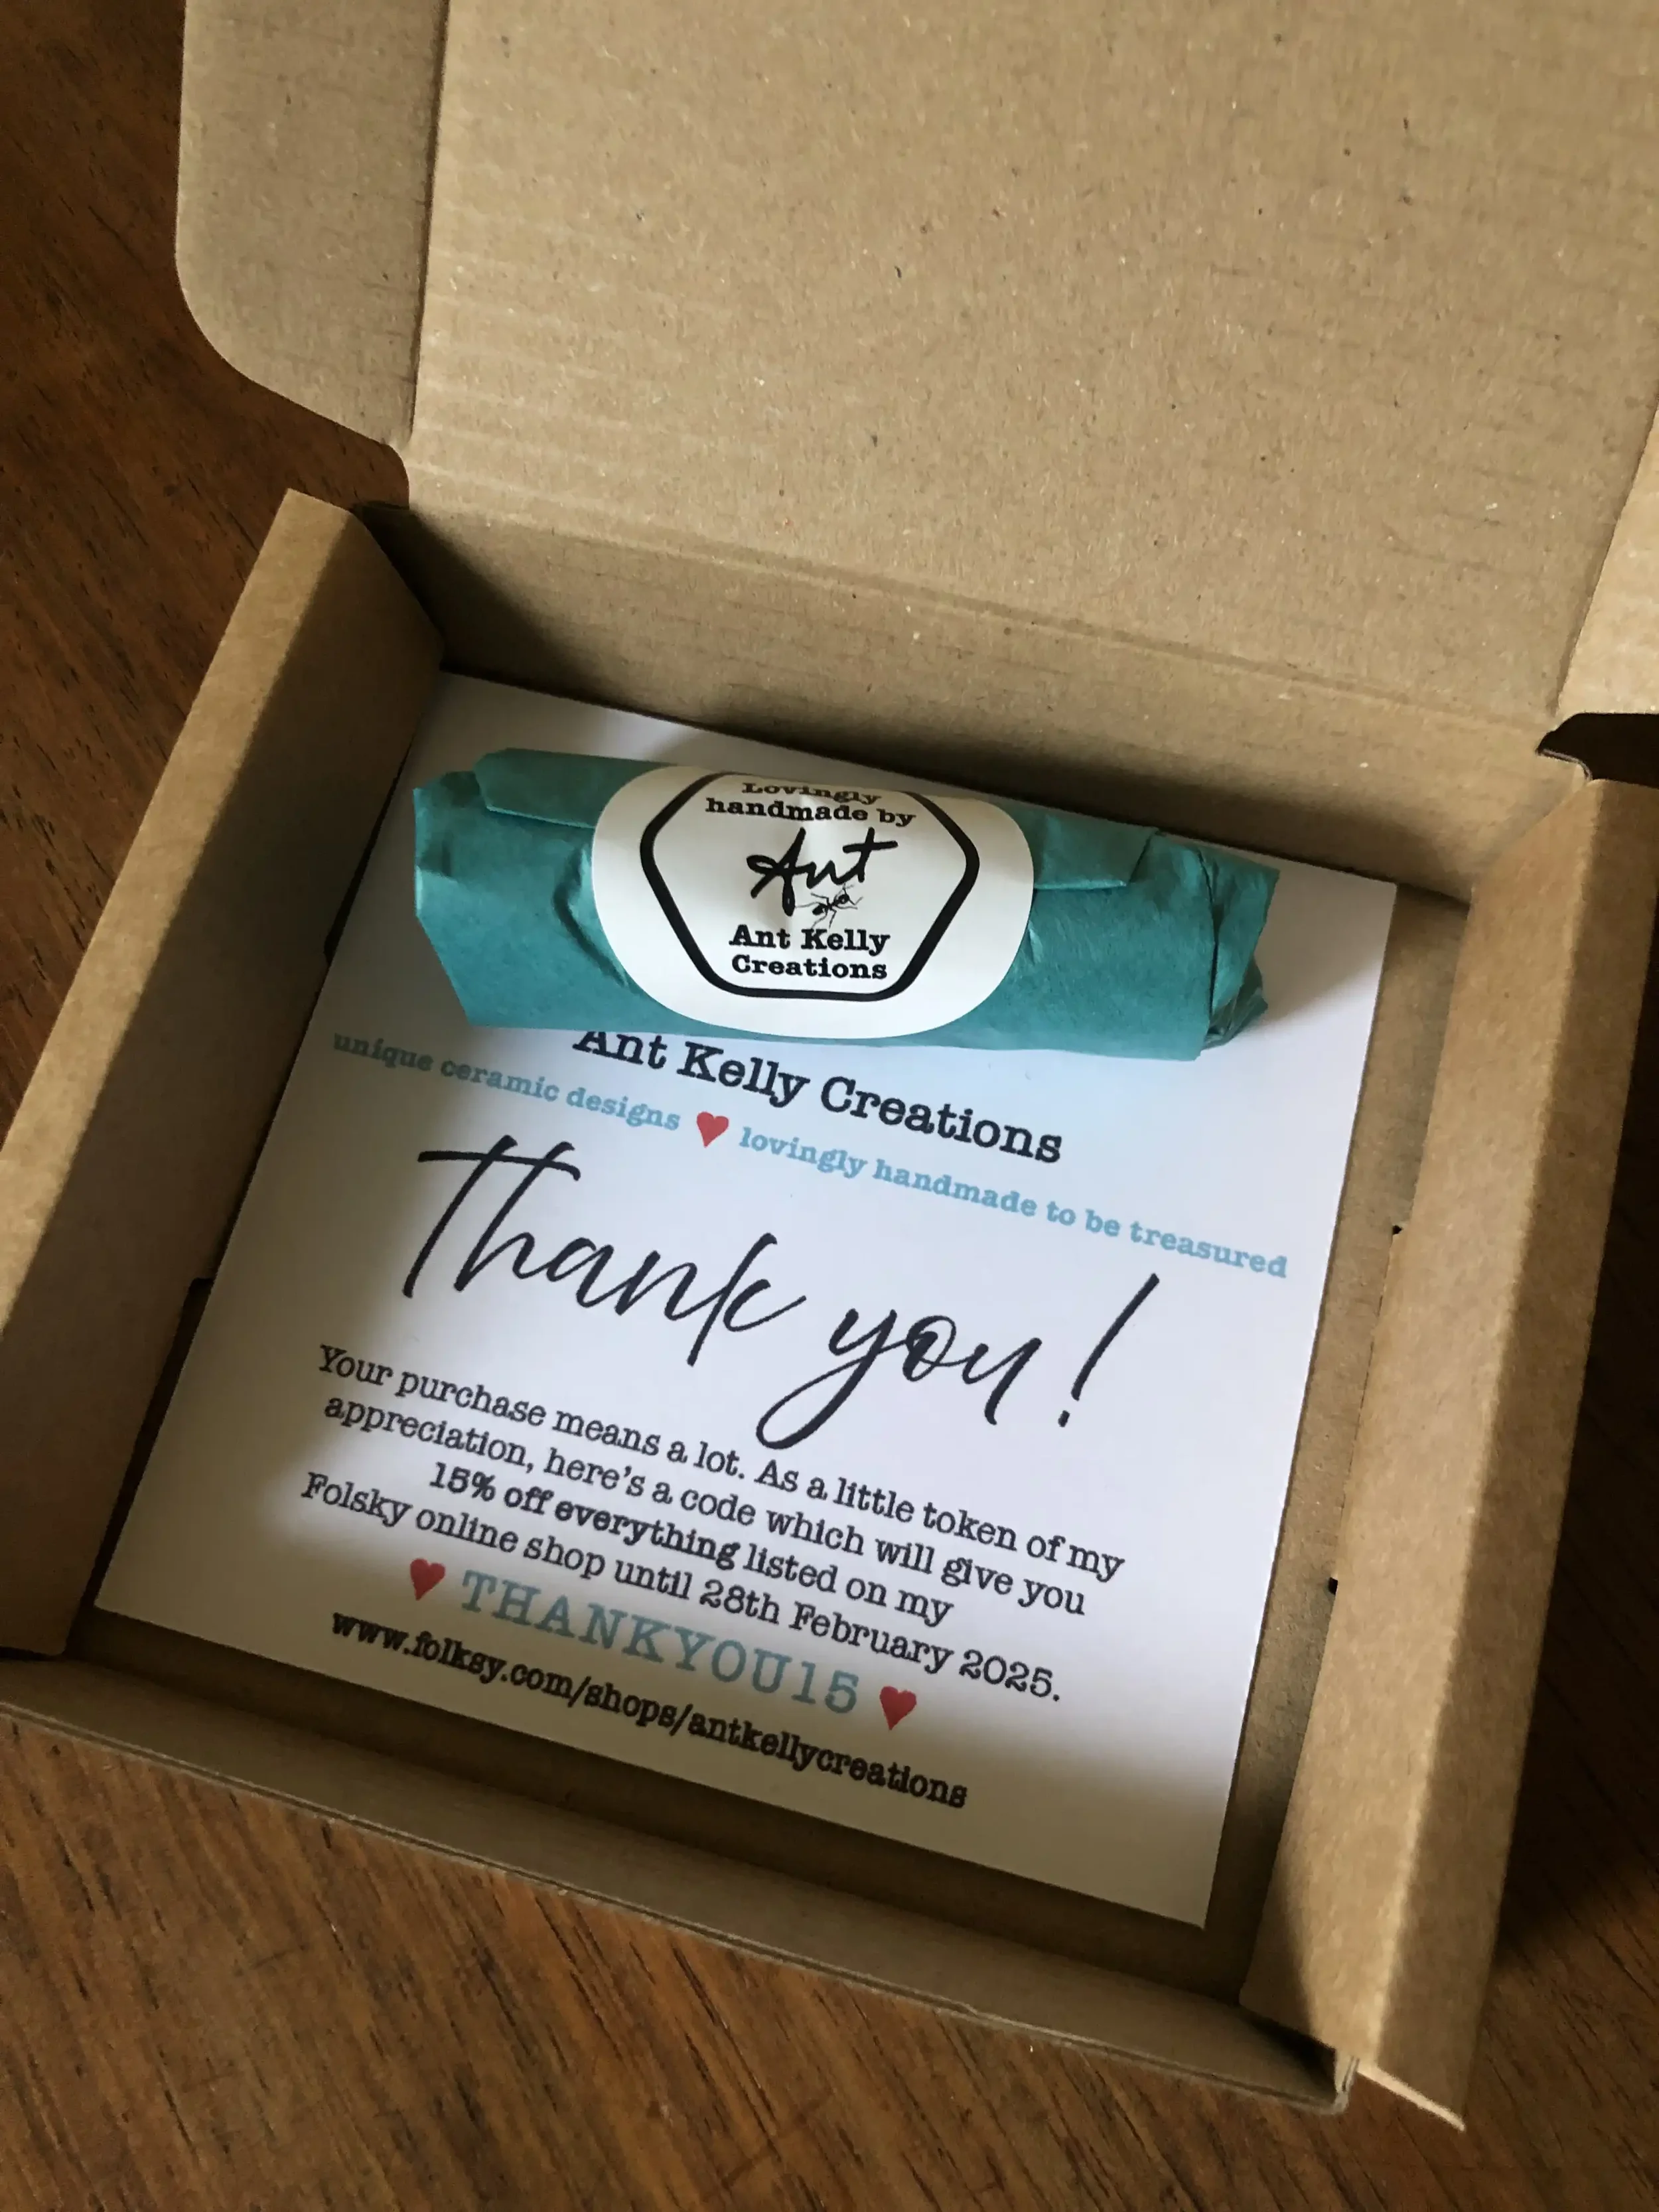 Lovingly
handmade by
Ant
Ant Kelly
Creations
Ant Kelly Creations
unique ceramic designs ♥ lovingly handmade to be treasured
Thank you!
Your purchase means a lot. As a little token of my
appreciation, here's a code which will give you
15% off everything listed on my
Folsky online shop until 28th February 2025.
♥ THANKYOU15 ♥
www.folksy.com/shops/antkellycreations